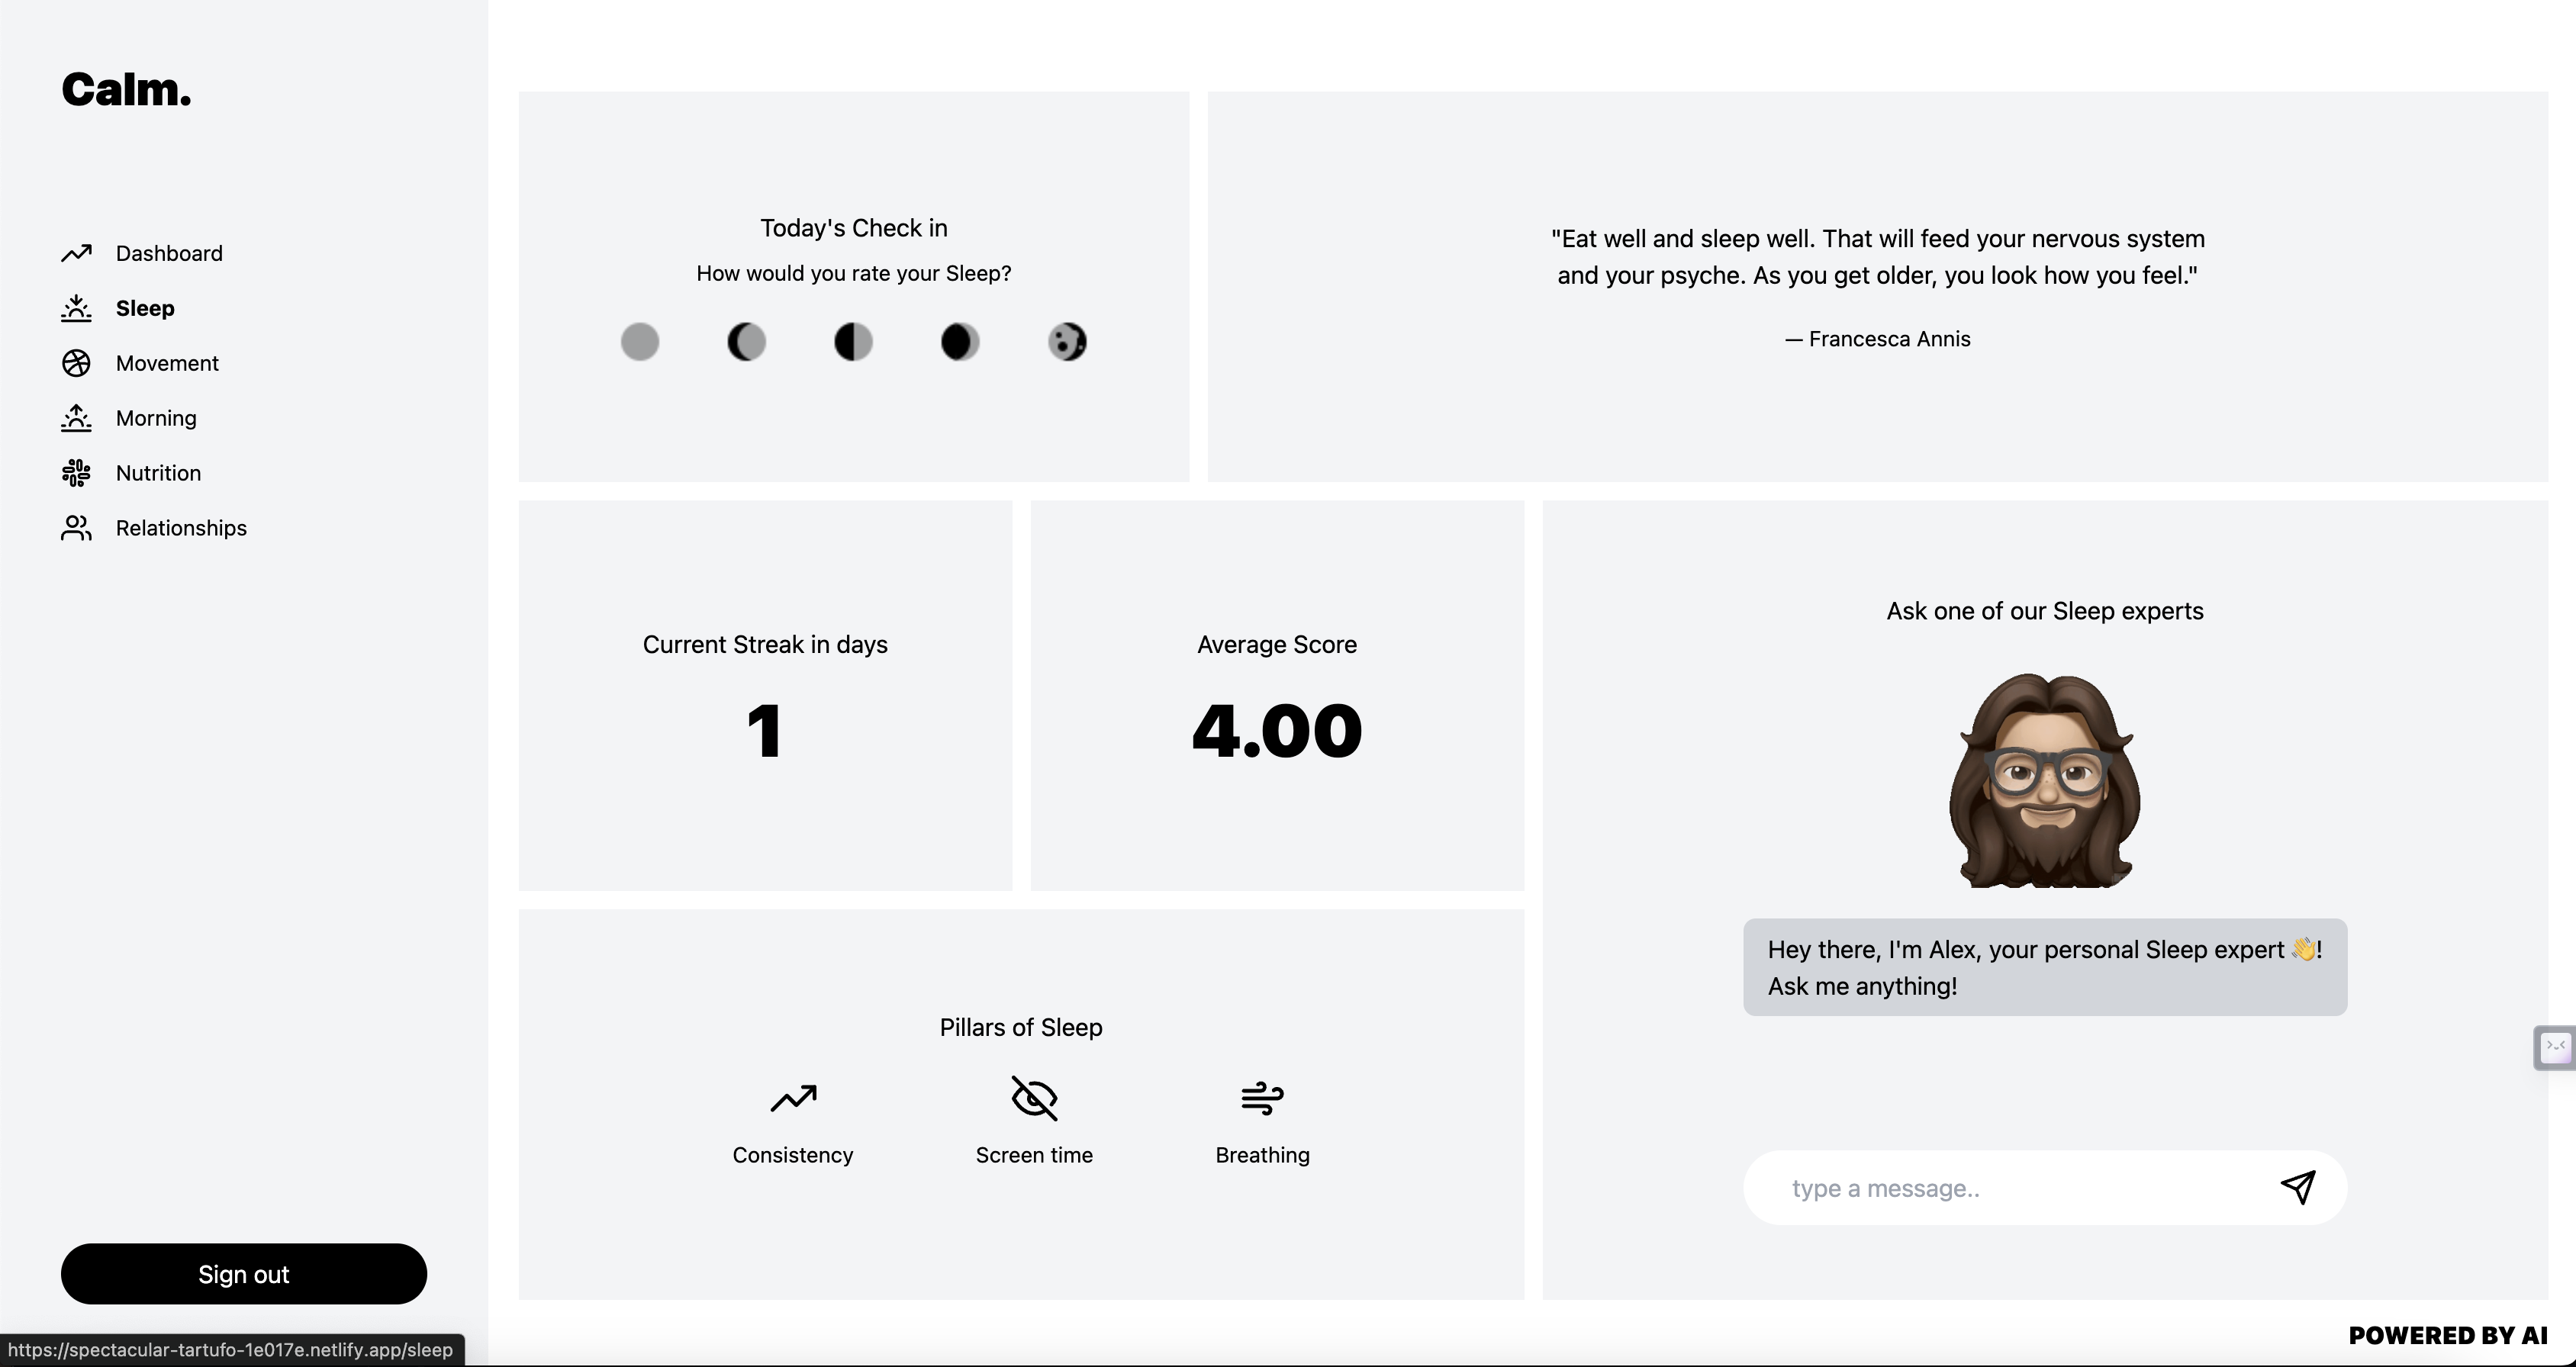 Calm.
Dashboard
Sleep
Movement
Morning
Nutrition
Relationships
Sign out
https://spectacular-tartufo-1e017e.netlify.app/sleep
Today's Check in
How would you rate your Sleep?
"Eat well and sleep well. That will feed your nervous system
and your psyche. As you get older, you look how you feel."
— Francesca Annis
Current Streak in days
1
Average Score
4.00
Pillars of Sleep
Consistency
Screen time
Breathing
Ask one of our Sleep experts
Hey there, I'm Alex, your personal Sleep expert 👋!
Ask me anything!
type a message..
POWERED BY AI